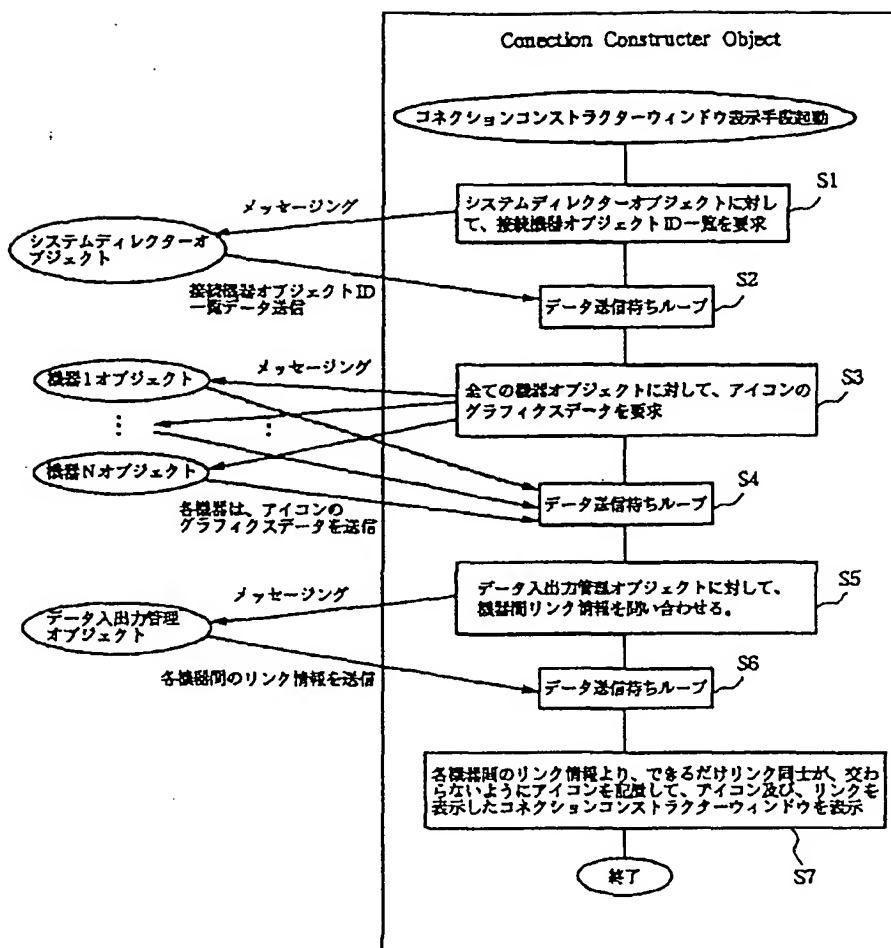 Conection Constructer Object
コネクションコンストラクターウィンドウ表示手段起動
S1
メッセージング
システムディレクターオブジェクトに対し
て、接続機器オブジェクトID一覧を要求
システムディレクターオ
ブジェクト
S2
接続機器オブジェクトID
一覧データ送信
データ送信待ちループ
メッセージング
機器1オブジェクト
S3
全ての機器オブジェクトに対して、アイコンの
グラフィクスデータを要求
機器Nオブジェクト
S4
各機器は、アイコンの
グラフィクスデータを送信
データ送信待ちループ
メッセージング
S5
データ入出力管理オブジェクトに対して、
機器間リンク情報を問い合わせる。
データ入出力管理
オブジェクト
S6
各機器間のリンク情報を送信
データ送信待ちループ
各機器間のリンク情報より、できるだけリンク同士が、交わ
らないようにアイコンを配置して、アイコン及び、リンクを
表示したコネクションコンストラクターウィンドウを表示
S7
終了